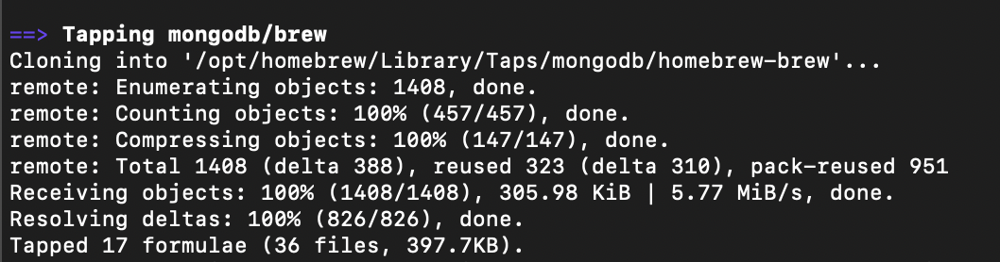 ==> Tapping mongodb/brew
Cloning into '/opt/homebrew/Library/Taps/mongodb/homebrew-brew'...
remote: Enumerating objects: 1408, done.
remote: Counting objects: 100% (457/457), done.
remote: Compressing objects: 100% (147/147), done.
remote: Total 1408 (delta 388), reused 323 (delta 310), pack-reused 951
Receiving objects: 100% (1408/1408), 305.98 KiB | 5.77 MiB/s, done.
Resolving deltas: 100% (826/826), done.
Tapped 17 formulae (36 files, 397.7KB).